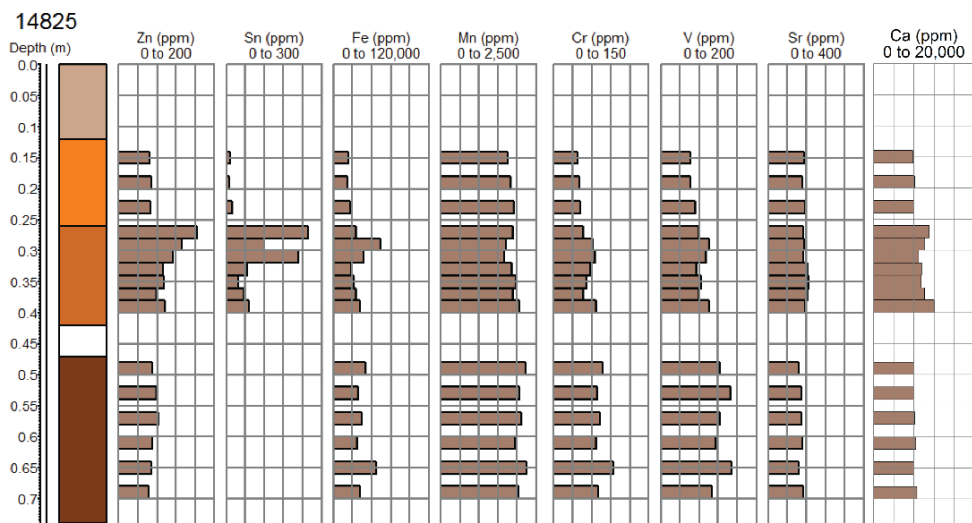 14825
Depth (m)
Zn (ppm)
0 to 200
Sn (ppm)
0 to 300
Fe (ppm)
0 to 120,000
Mn (ppm)
0 to 2,500
Cr (ppm)
0 to 150
V (ppm)
0 to 200
Sr (ppm)
0 to 400
Ca (ppm)
0 to 20,000
0.0
0.05
0.1
0.15
0.2
0.25
0.3
0.35
0.4
0.45
0.5
0.55
0.6
0.65
0.7